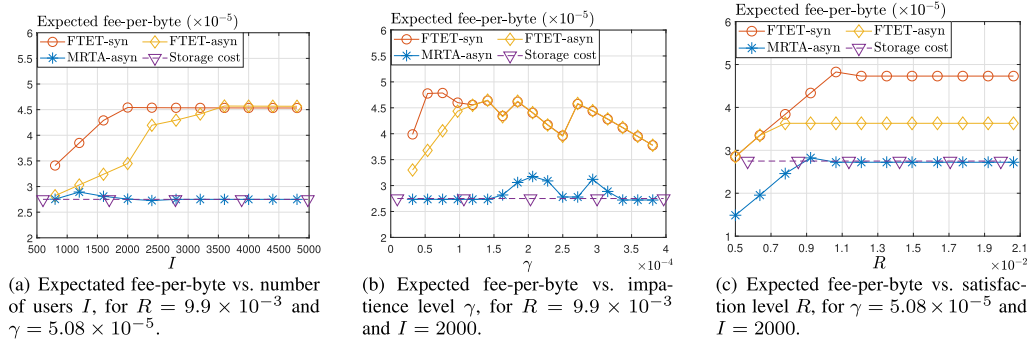 Expected fee-per-byte (×10⁻⁵)
6
FTET-syn FTET-asyn
5.5
MRTA-asyn Storage cost
5
4.5
4
3.5
3
2.5
2
500 1000 1500 2000 2500 3000 3500 4000 4500 5000
I
(a) Expectated fee-per-byte vs. number
of users I, for R = 9.9 × 10⁻³ and
γ = 5.08 × 10⁻⁵.
Expected fee-per-byte (×10⁻⁵)
6
FTET-syn FTET-asyn
5.5
MRTA-asyn Storage cost
5
4.5
4
3.5
3
2.5
2
0 0.5 1 1.5 2 2.5 3 3.5 4
γ ×10⁻⁴
(b) Expected fee-per-byte vs. impa-
tience level γ, for R = 9.9 × 10⁻³
and I = 2000.
Expected fee-per-byte (×10⁻⁵)
6
FTET-syn FTET-asyn
MRTA-asyn Storage cost
5
4
3
2
1
0.5 0.7 0.9 1.1 1.3 1.5 1.7 1.9 2.1
R ×10⁻²
(c) Expected fee-per-byte vs. satisfac-
tion level R, for γ = 5.08 × 10⁻⁵ and
I = 2000.